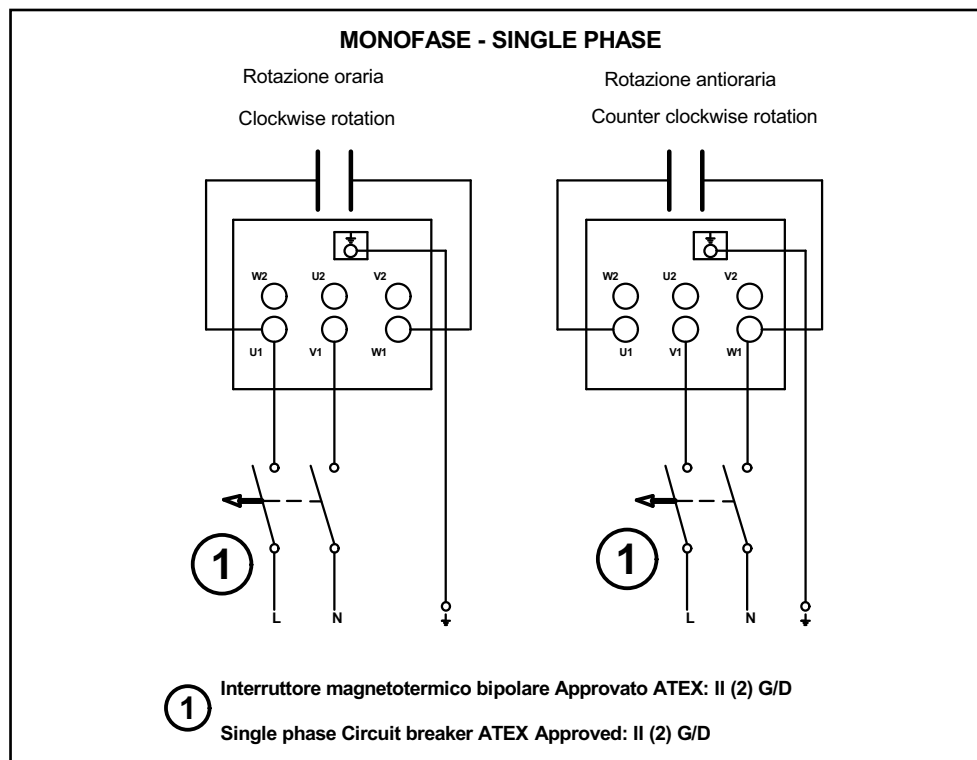 MONOFASE - SINGLE PHASE
Rotazione oraria
Clockwise rotation
W2 U2 V2
U1 V1 W1
1
L N
Rotazione antioraria
Counter clockwise rotation
W2 U2 V2
U1 V1 W1
1
L N
1
Interruttore magnetotermico bipolare Approvato ATEX: II (2) G/D
Single phase Circuit breaker ATEX Approved: II (2) G/D